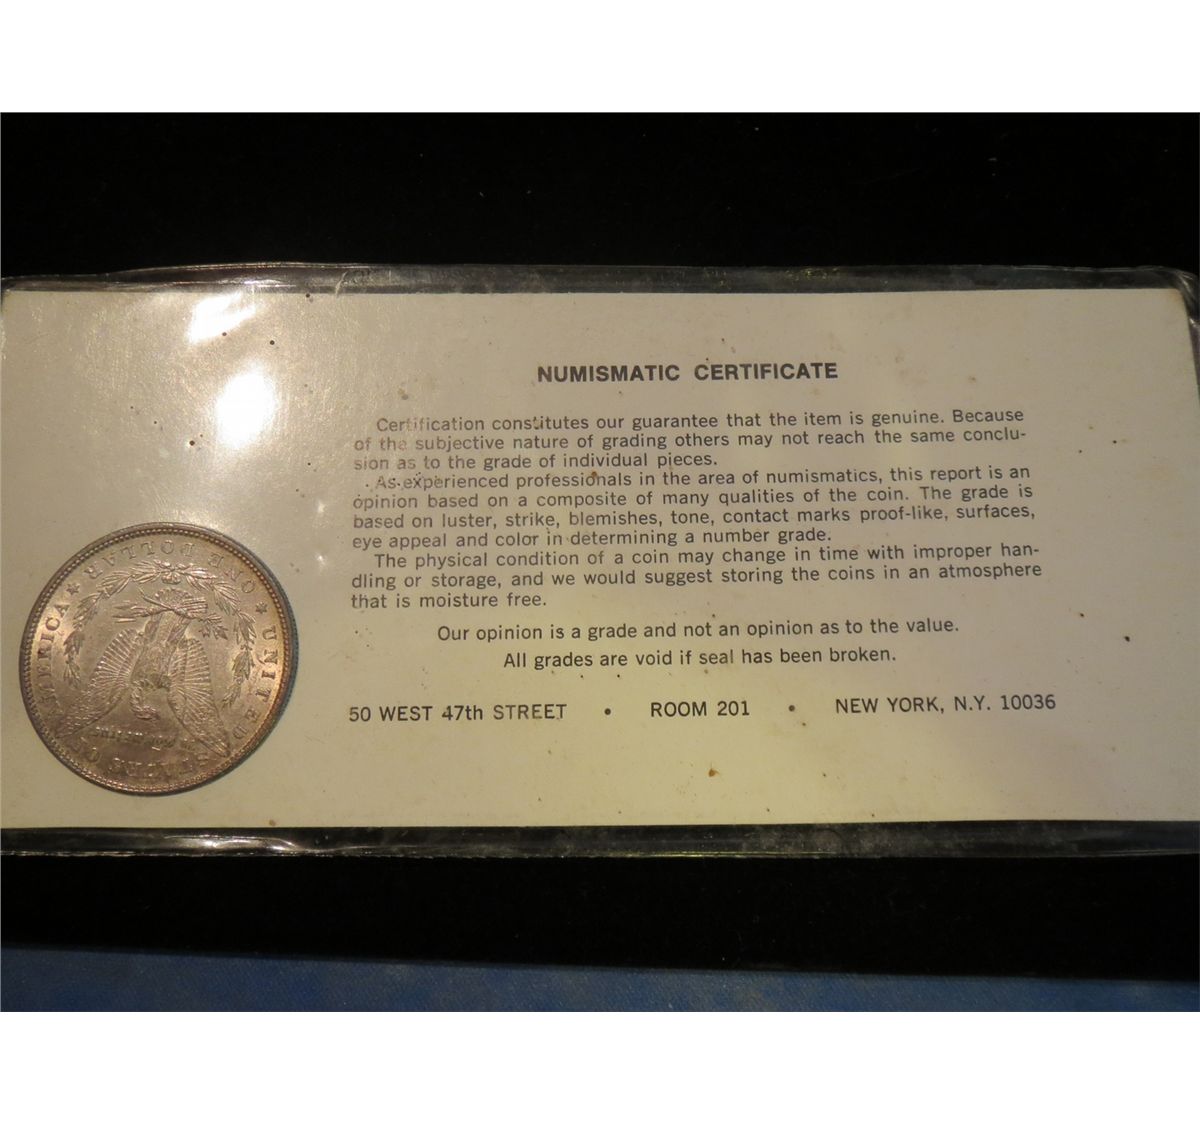 NUMISMATIC CERTIFICATE
Certification constitutes our guarantee that the item is genuine. Because
of the subjective nature of grading others may not reach the same conclu-
sion as to the grade of individual pieces.
As experienced professionals in the area of numismatics, this report is an
opinion based on a composite of many qualities of the coin. The grade is
based on luster, strike, blemishes, tone, contact marks proof-like, surfaces,
eye appeal and color in determining a number grade.
The physical condition of a coin may change in time with improper han-
dling or storage, and we would suggest storing the coins in an atmosphere
that is moisture free.
Our opinion is a grade and not an opinion as to the value.
All grades are void if seal has been broken.
50 WEST 47th STREET • ROOM 201 • NEW YORK, N.Y. 10036
UNITED STATES OF AMERICA
ONE DOLLAR